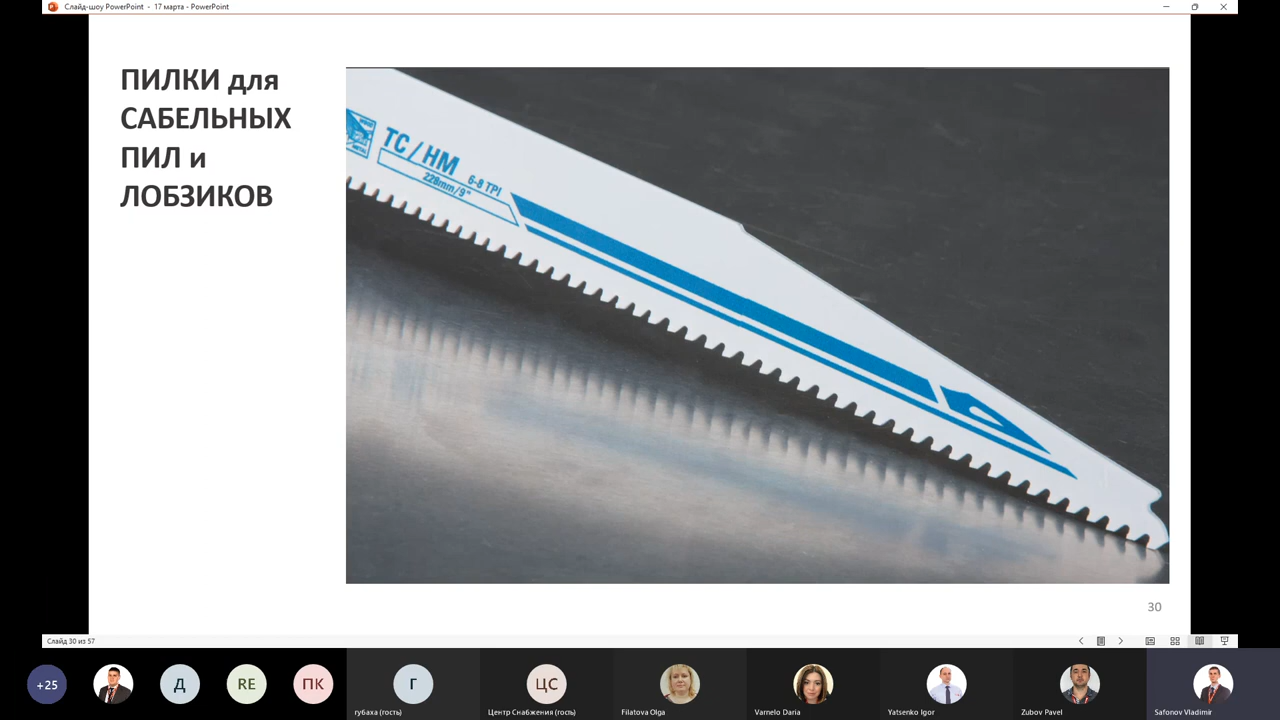 Слайд-шоу PowerPoint - 17 марта - PowerPoint
ПИЛКИ для
САБЕЛЬНЫХ
ПИЛ и
ЛОБЗИКОВ
TC / HM
6-8 TPI
228mm/9"
30
Слайд 30 из 57
+25
Д
RE
ПК
Г
ЦС
губаха (гость)
Центр Снабжения (гость)
Filatova Olga
Varnelo Daria
Yatsenko Igor
Zubov Pavel
Safonov Vladimir